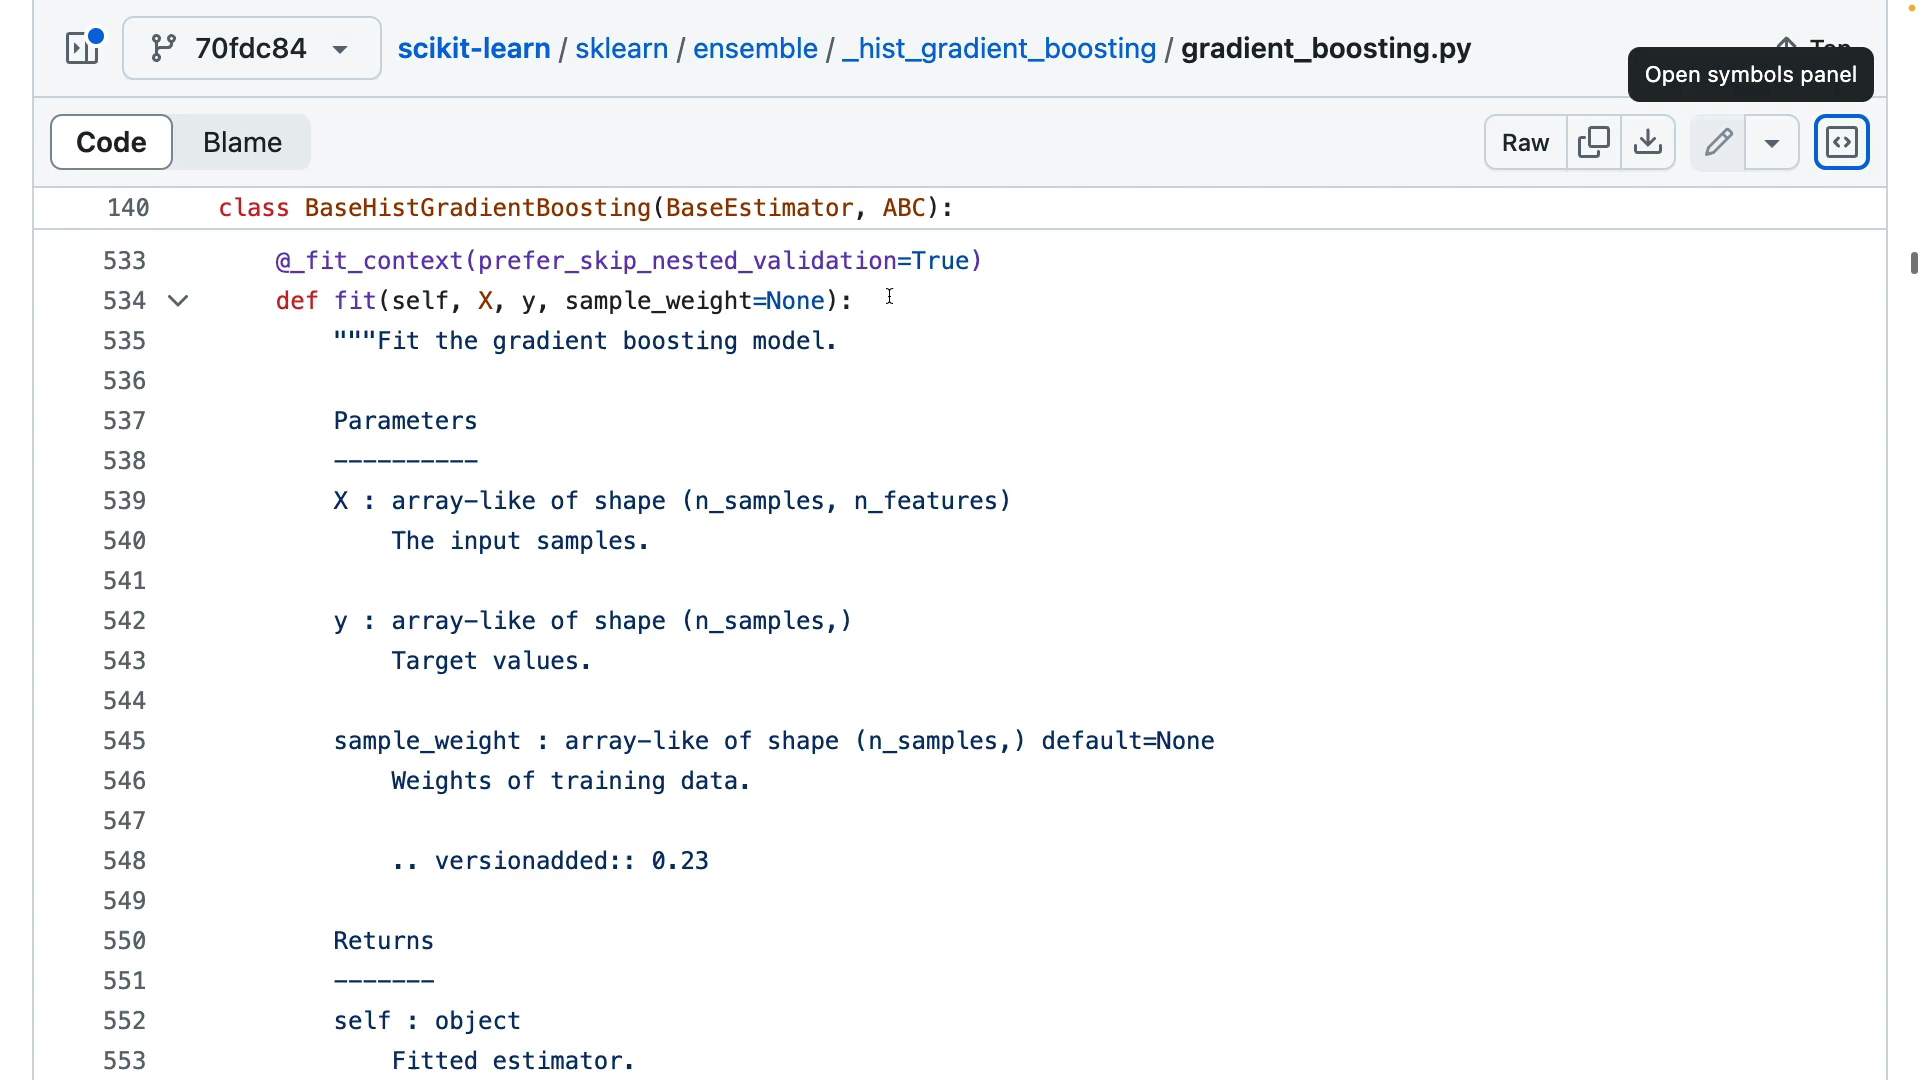 70fdc84
scikit-learn / sklearn / ensemble / _hist_gradient_boosting / gradient_boosting.py
Open symbols panel
Code Blame
Raw
140 class BaseHistGradientBoosting(BaseEstimator, ABC):
533 @_fit_context(prefer_skip_nested_validation=True)
534 def fit(self, X, y, sample_weight=None):
535 """Fit the gradient boosting model.
536
537 Parameters
538 ----------
539 X : array-like of shape (n_samples, n_features)
540 The input samples.
541
542 y : array-like of shape (n_samples,)
543 Target values.
544
545 sample_weight : array-like of shape (n_samples,) default=None
546 Weights of training data.
547
548 .. versionadded:: 0.23
549
550 Returns
551 -------
552 self : object
553 Fitted estimator.